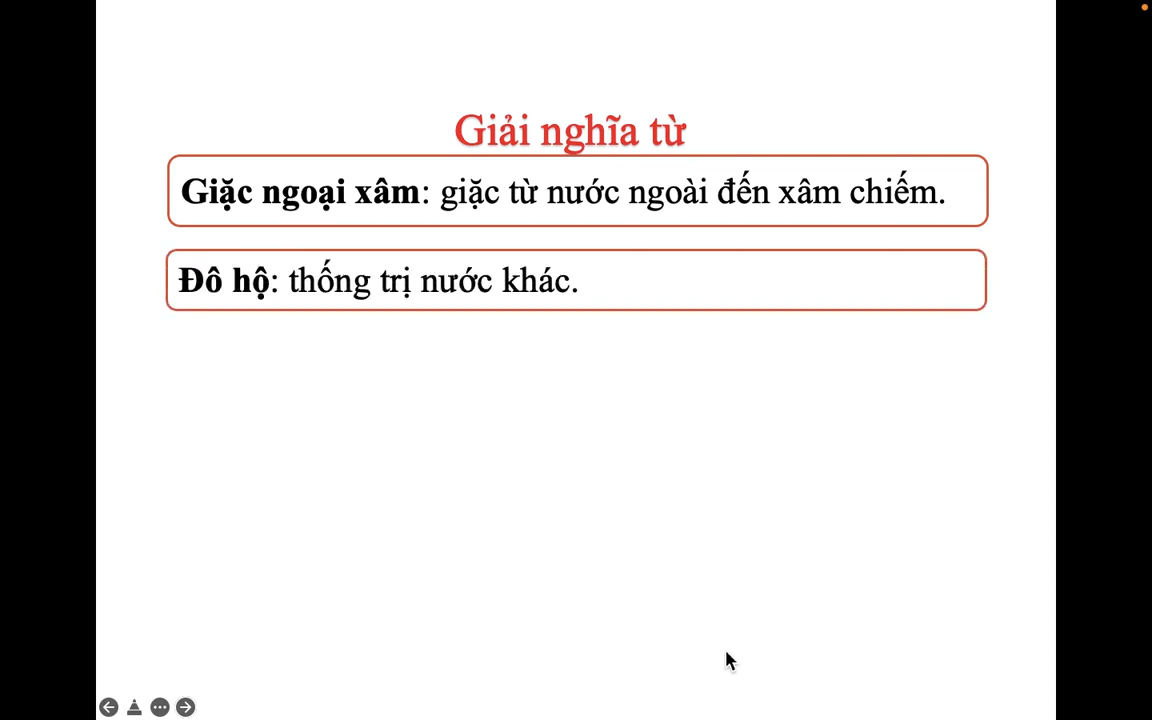 Giải nghĩa từ
Giặc ngoại xâm: giặc từ nước ngoài đến xâm chiếm.
Đô hộ: thống trị nước khác.